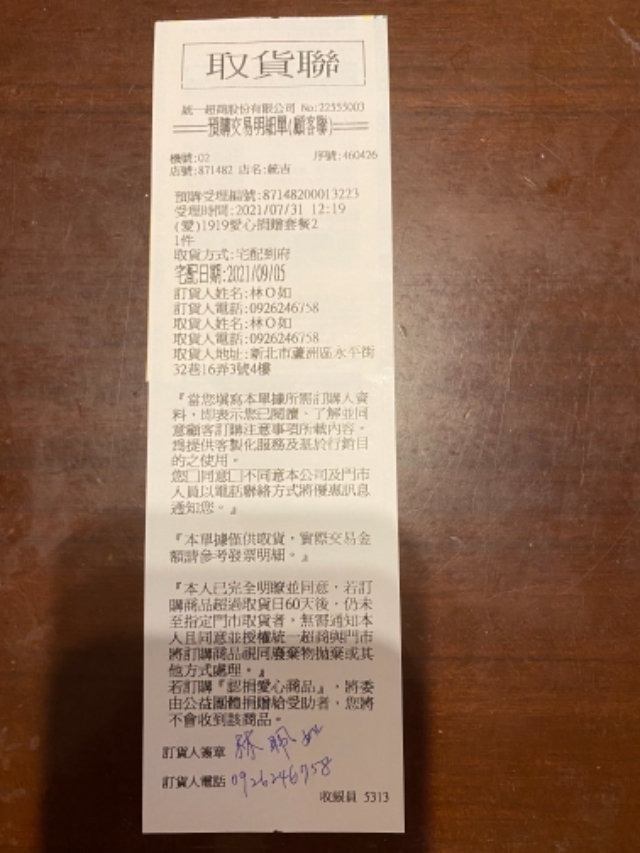 取貨聯
統一超商股份有限公司 No:22555003
預購交易明細單(顧客聯)
機號:02 序號:460426
店號:871482 店名:統吉
預購受理編號:87148200013223
受理時間:2021/07/31 12:19
(愛)1919愛心捐贈套餐2
1件
取貨方式:宅配到府
宅配日期:2021/09/05
訂貨人姓名:林O如
訂貨人電話:0926246758
取貨人姓名:林O如
取貨人電話:0926246758
取貨人地址:新北市蘆洲區永平街
32巷16弄3號4樓
『當您填寫本單據所需訂購人資
料，即表示您已閱讀、了解並同
意顧客訂購注意事項所載內容。
為提供客製化服務及基於行銷目
的之使用。
您□同意□不同意本公司及門市
人員以電話聯絡方式將優惠訊息
通知您。』
『本單據僅供取貨，實際交易金
額請參考發票明細。』
『本人已完全明瞭並同意，若訂
購商品超過取貨日60天後，仍未
至指定門市取貨者，無需通知本
人且同意並授權統一超商與門市
將訂購商品視同廢棄物拋棄或其
他方式處理。』
若訂購『認捐愛心商品』，將委
由公益團體捐贈給受助者，您將
不會收到該商品。
訂貨人簽章 林珮如
訂貨人電話 0926246758
收銀員 5313